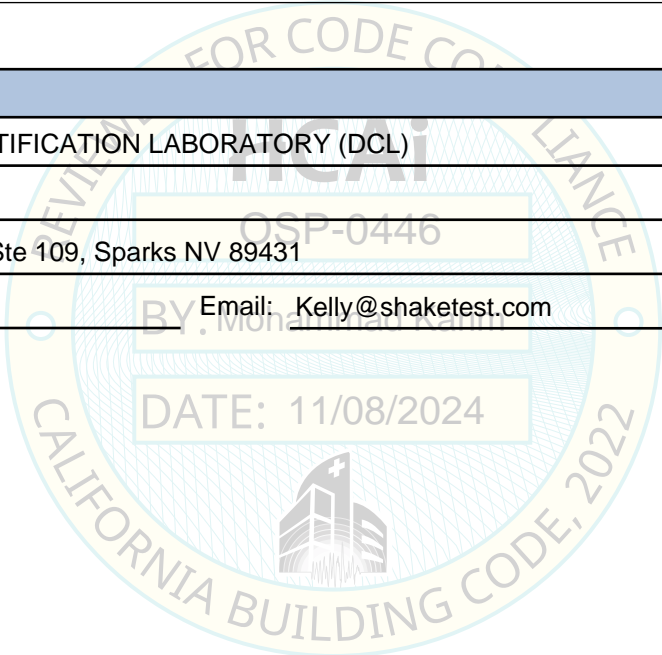 REVIEWED FOR CODE COMPLIANCE
HCAi
TIFICATION LABORATORY (DCL)
OSP-0446
Ste 109, Sparks NV 89431
Email: Kelly@shaketest.com
BY: Mohammad Karim
DATE: 11/08/2024
CALIFORNIA BUILDING CODE, 2022